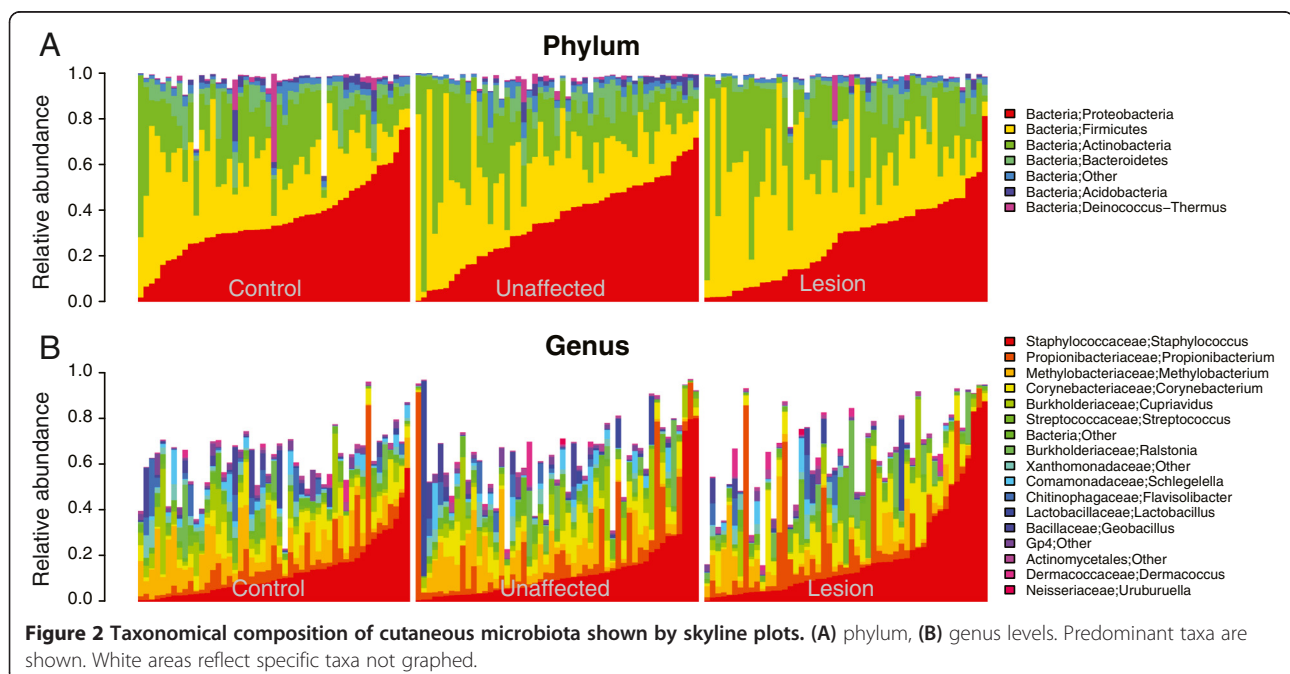 A
Phylum
Relative abundance
1.0
0.8
0.6
0.4
0.2
0.0
Control
Unaffected
Lesion
Bacteria;Proteobacteria
Bacteria;Firmicutes
Bacteria;Actinobacteria
Bacteria;Bacteroidetes
Bacteria;Other
Bacteria;Acidobacteria
Bacteria;Deinococcus−Thermus
B
Genus
Relative abundance
1.0
0.8
0.6
0.4
0.2
0.0
Control
Unaffected
Lesion
Staphylococcaceae;Staphylococcus
Propionibacteriaceae;Propionibacterium
Methylobacteriaceae;Methylobacterium
Corynebacteriaceae;Corynebacterium
Burkholderiaceae;Cupriavidus
Streptococcaceae;Streptococcus
Bacteria;Other
Burkholderiaceae;Ralstonia
Xanthomonadaceae;Other
Comamonadaceae;Schlegelella
Chitinophagaceae;Flavisolibacter
Lactobacillaceae;Lactobacillus
Bacillaceae;Geobacillus
Gp4;Other
Actinomycetales;Other
Dermacoccaceae;Dermacoccus
Neisseriaceae;Uruburuella
Figure 2 Taxonomical composition of cutaneous microbiota shown by skyline plots. (A) phylum, (B) genus levels. Predominant taxa are
shown. White areas reflect specific taxa not graphed.